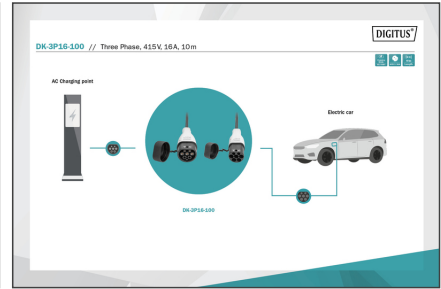 DIGITUS®
DK-3P16-100 // Three Phase, 415V, 16A, 10m
AC Charging point
Electric car
DK-3P16-100